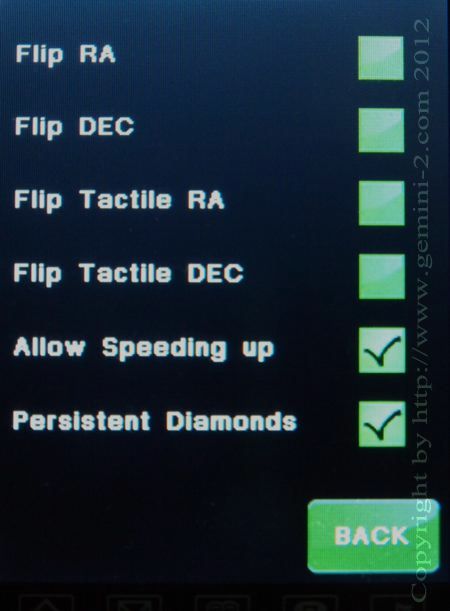 Flip RA
Flip DEC
Flip Tactile RA
Flip Tactile DEC
Allow Speeding up
Persistent Diamonds
BACK
Copyright by http://www.gemini-2.com 2012